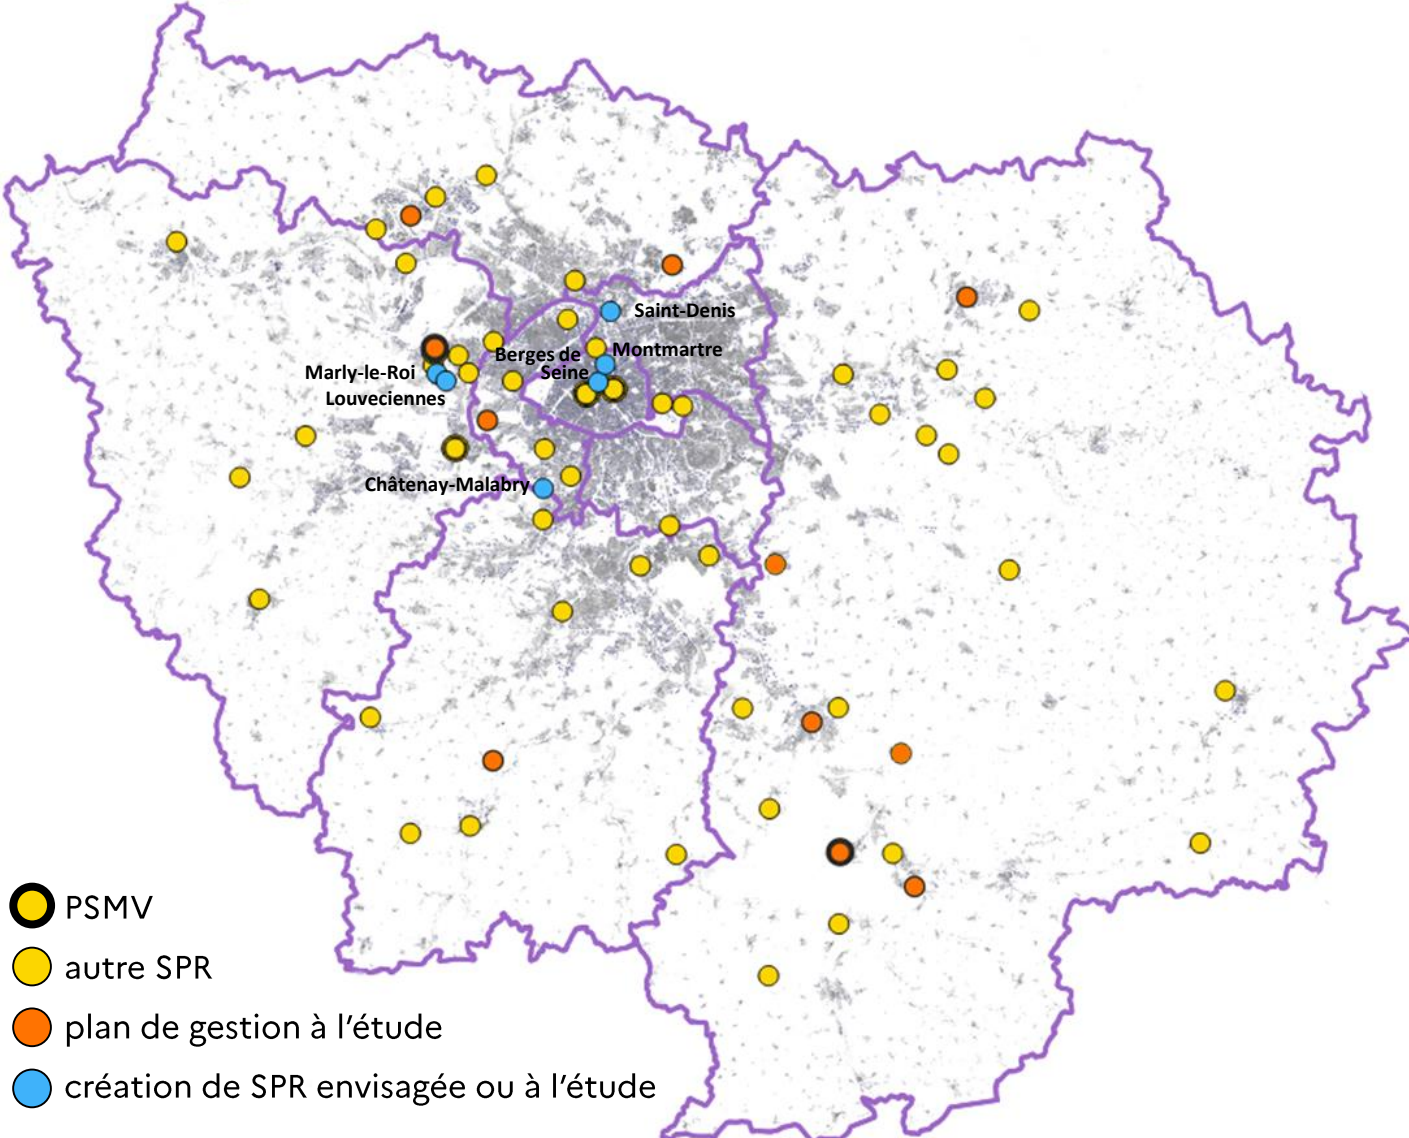 Saint-Denis
Montmartre
Berges de
Seine
Marly-le-Roi
Louveciennes
Châtenay-Malabry
PSMV
autre SPR
plan de gestion à l'étude
création de SPR envisagée ou à l'étude